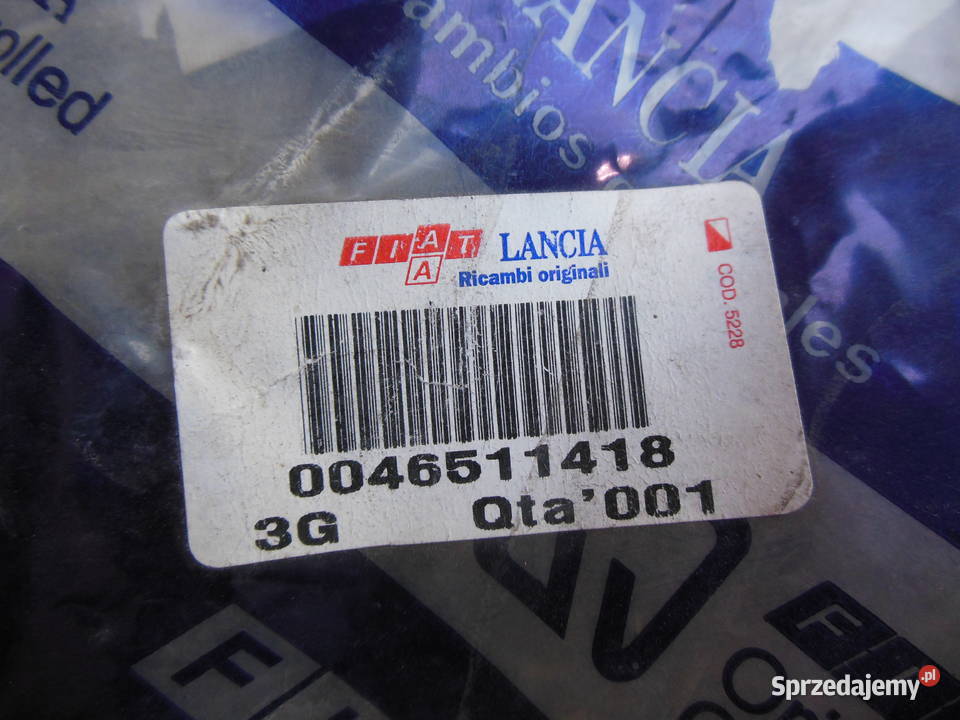 olled
LANCIA
ambios
les
FIAT LANCIA
A
Ricambi originali
COD. 5228
0046511418
3G Qta'001
Sprzedajemy.pl